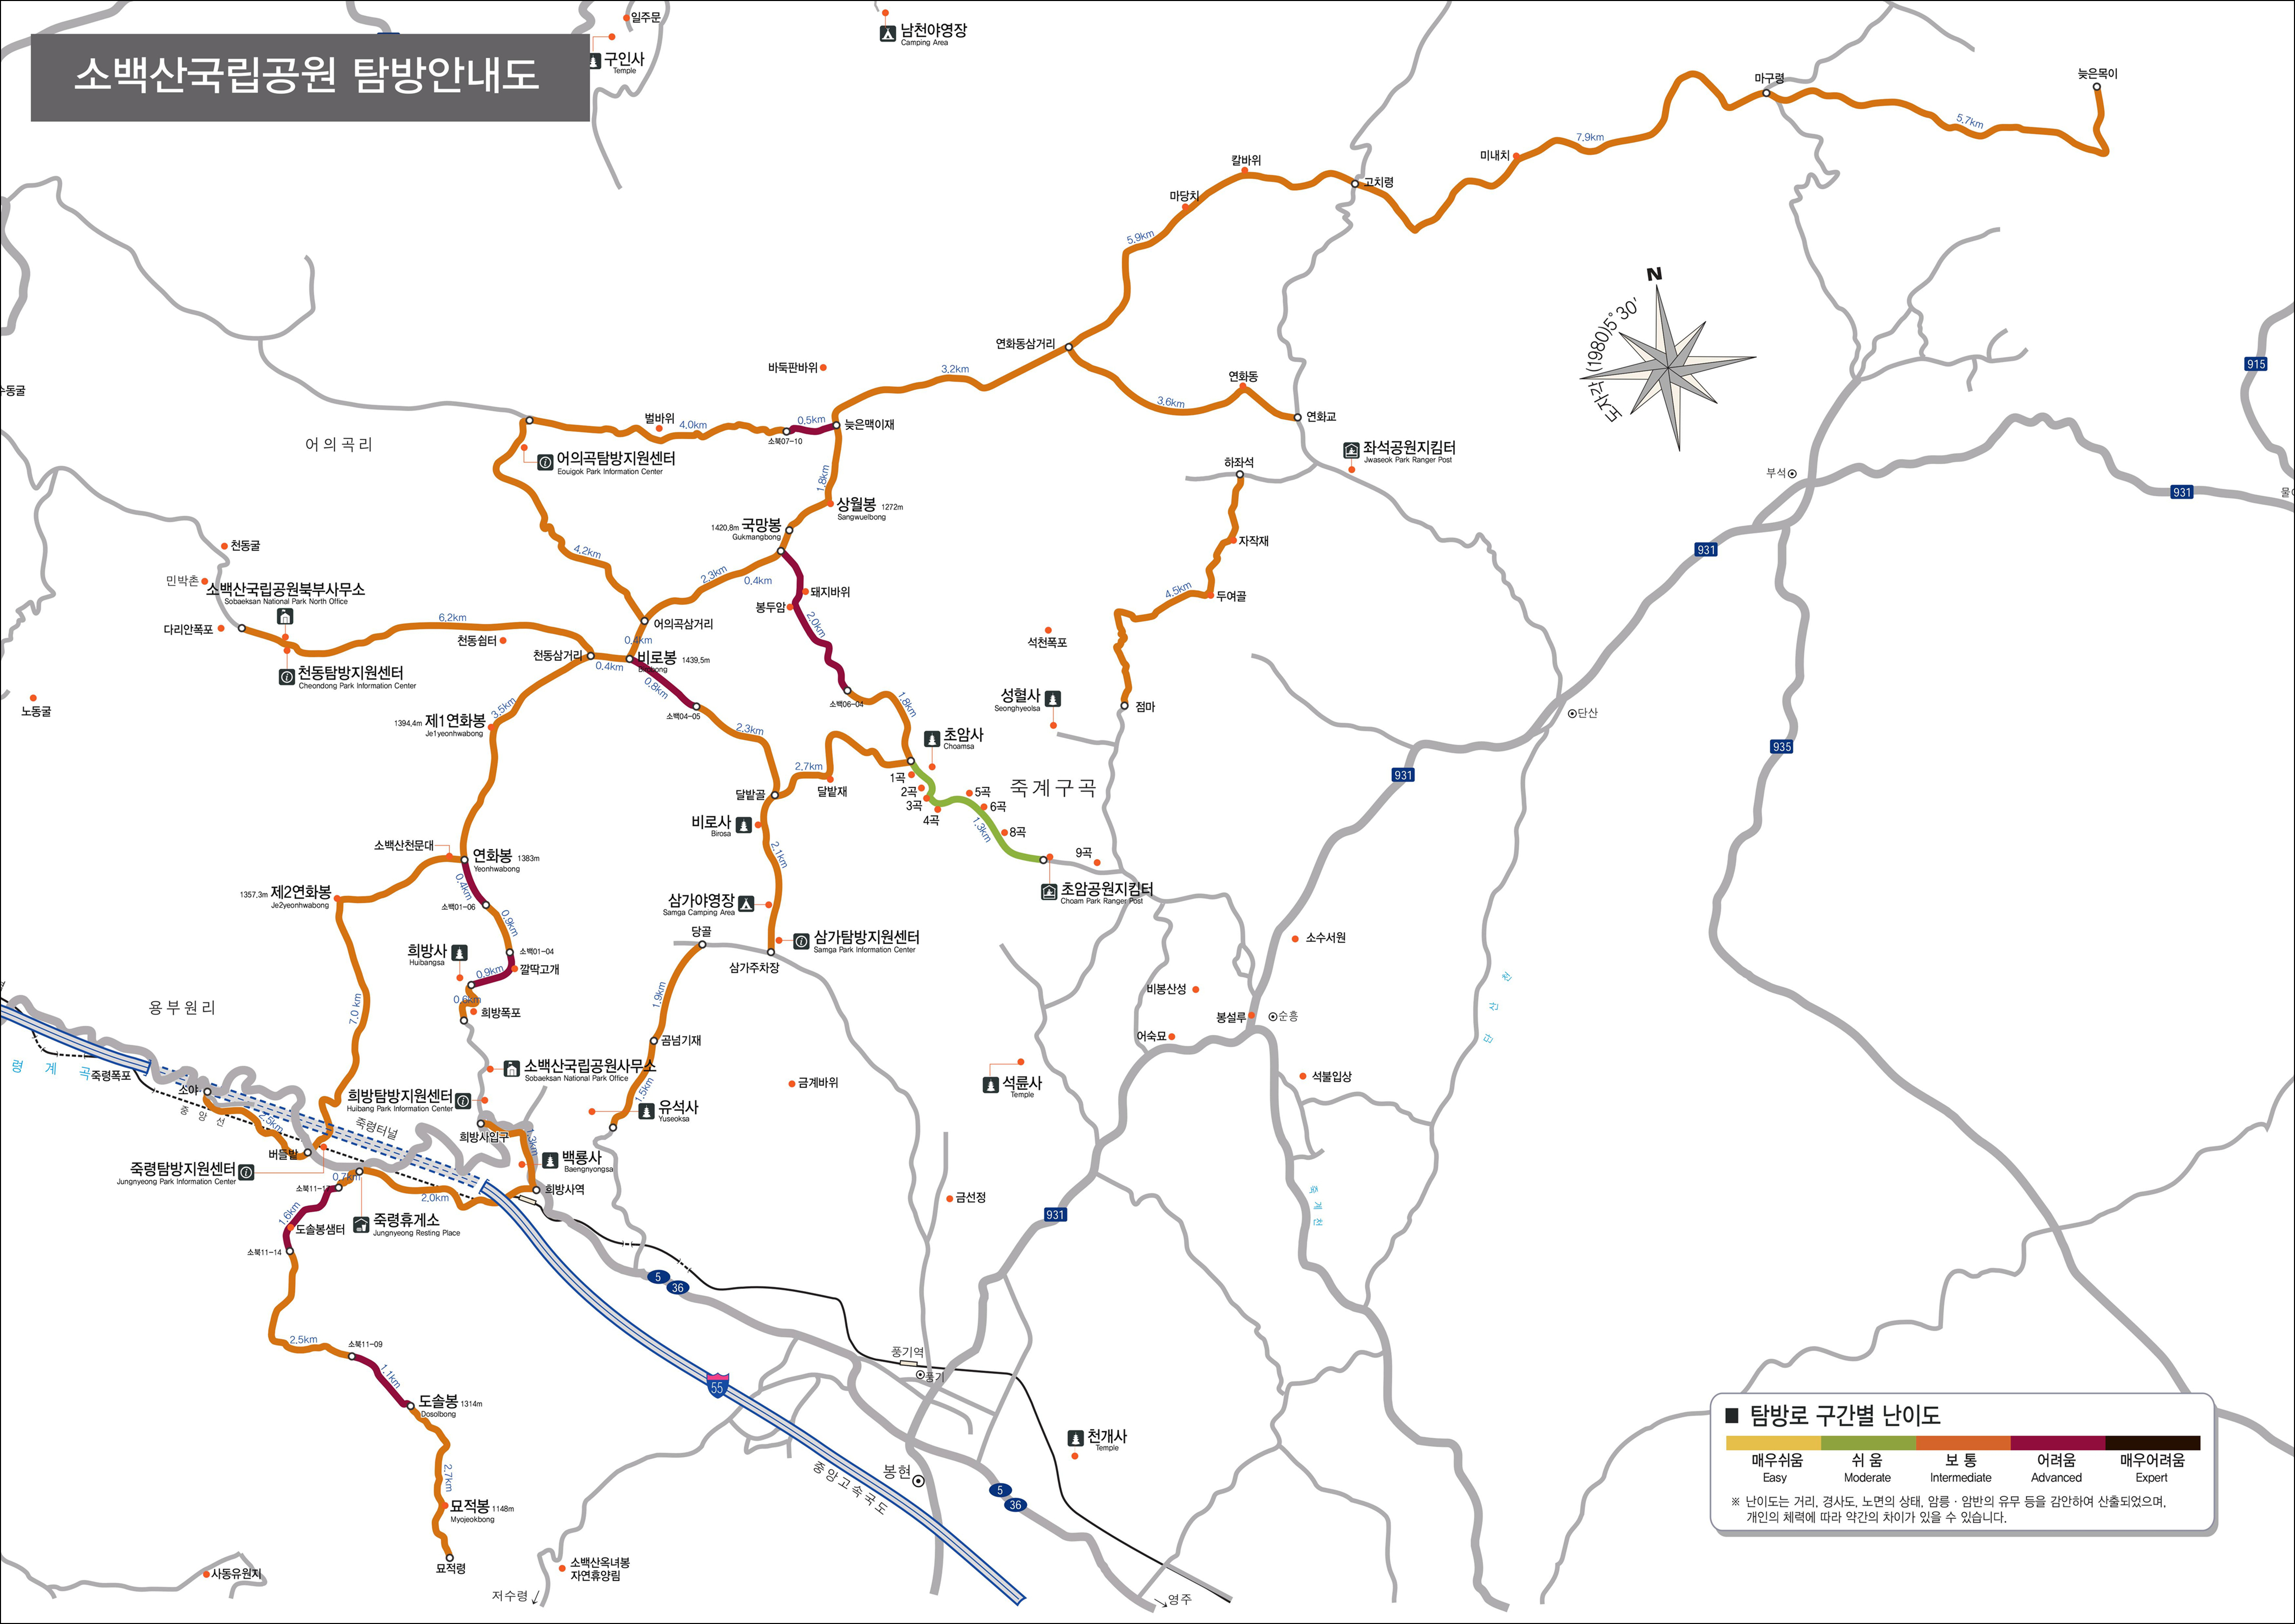 소백산국립공원 탐방안내도
일주문
구인사
Temple
남천야영장
Camping Area
마구령
늦은목이
5.7km
7.9km
미내치
칼바위
고치령
마당치
5.9km
N
도자각 (1980)5°30′
915
연화동삼거리
바둑판바위
3.2km
연화동
3.6km
연화교
벌바위
4.0km
0.5km
소북07-10
늦은맥이재
어의곡리
어의곡탐방지원센터
Eouigok Park Information Center
좌석공원지킴터
Jwaseok Park Ranger Post
하좌석
부석
931
1.8km
상월봉 1272m
Sangwuelbong
1420.8m 국망봉
Gukmangbong
자작재
931
천동굴
민박촌
소백산국립공원북부사무소
Sobaeksan National Park North Office
4.2km
2.3km
0.4km
돼지바위
봉두암
4.5km
두여골
다리안폭포
6.2km
천동쉼터
어의곡삼거리
2.0km
석천폭포
0.4km
천동삼거리
0.4km
비로봉 1439.5m
Birobong
천동탐방지원센터
Cheondong Park Information Center
0.8km
노동굴
3.5km
1394.4m 제1연화봉
Je1yeonhwabong
소백04-05
소백06-04
1.8km
성혈사
Seonghyeolsa
점마
단산
2.3km
초암사
Choamsa
935
931
2.7km
달밭골
달밭재
1곡
2곡
3곡
4곡
5곡
6곡
8곡
9곡
죽계구곡
1.3km
비로사
Birosa
2.1km
소백산천문대
연화봉 1383m
Yeonhwabong
0.4km
1357.3m 제2연화봉
Je2yeonhwabong
소백01-06
0.9km
초암공원지킴터
Choam Park Ranger Post
삼가야영장
Samga Camping Area
삼가탐방지원센터
Samga Park Information Center
당골
삼가주차장
소수서원
희방사
Huibangsa
소백01-04
깔딱고개
0.9km
0.6km
희방폭포
1.9km
용부원리
7.0 km
비봉산성
봉설루
순흥
어숙묘
곰넘기재
소백산국립공원사무소
Sobaeksan National Park Office
령 계 곡
죽령폭포
소야
중 앙 선
2.5km
죽령터널
희방탐방지원센터
Huibang Park Information Center
희방사입구
1.5km
유석사
Yuseoksa
금계바위
석륜사
Temple
석불입상
버들밭
1.3km
백룡사
Baengnyongsa
죽령탐방지원센터
Jungnyeong Park Information Center
0.7km
2.0km
희방사역
1.6km
도솔봉샘터
죽령휴게소
Jungnyeong Resting Place
금선정
죽 계 천
931
소북11-14
5
36
2.5km
소북11-09
1.1km
도솔봉 1314m
Dosolbong
풍기역
풍기
55
2.7km
묘적봉 1148m
Myojeokbong
묘적령
중앙고속국도
봉현
천개사
Temple
5
36
사동유원지
소백산옥녀봉
자연휴양림
저수령
영주
■ 탐방로 구간별 난이도
매우쉬움 쉬 움 보 통 어려움 매우어려움
Easy Moderate Intermediate Advanced Expert
※ 난이도는 거리, 경사도, 노면의 상태, 암릉 · 암반의 유무 등을 감안하여 산출되었으며,
개인의 체력에 따라 약간의 차이가 있을 수 있습니다.